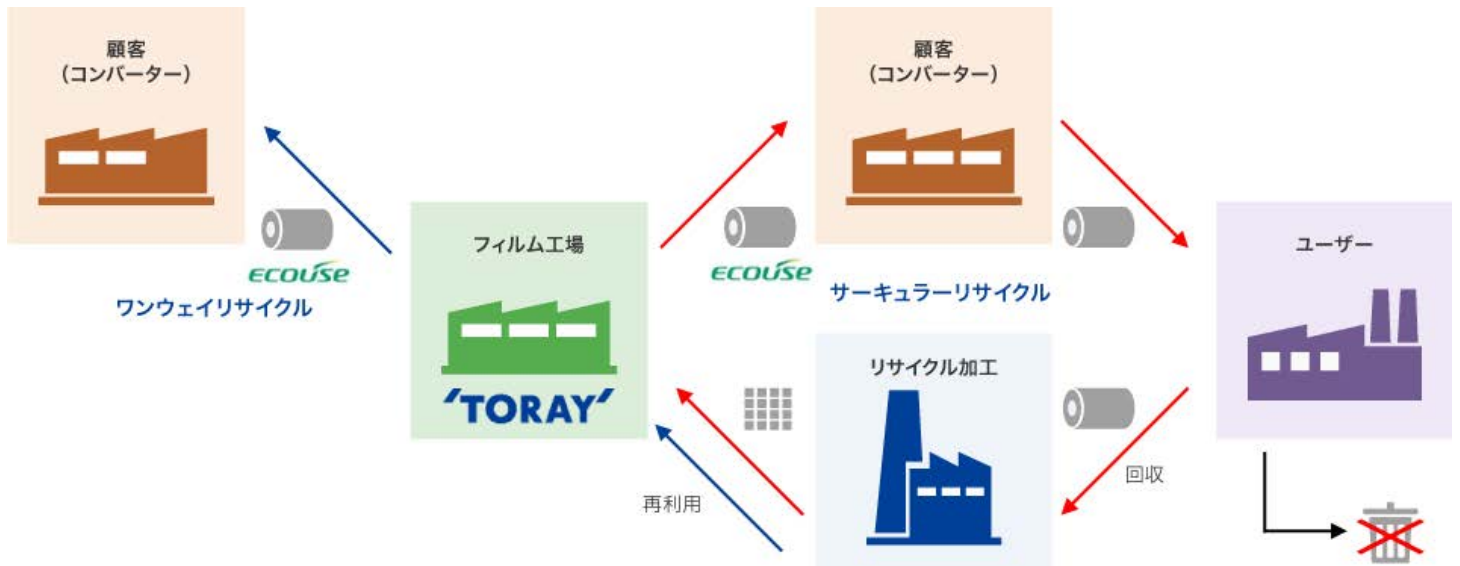 顧客
(コンバーター)
顧客
(コンバーター)
フィルム工場
ユーザー
ECOUSE
ワンウェイリサイクル
ECOUSE
サーキュラーリサイクル
リサイクル加工
'TORAY'
再利用
回収